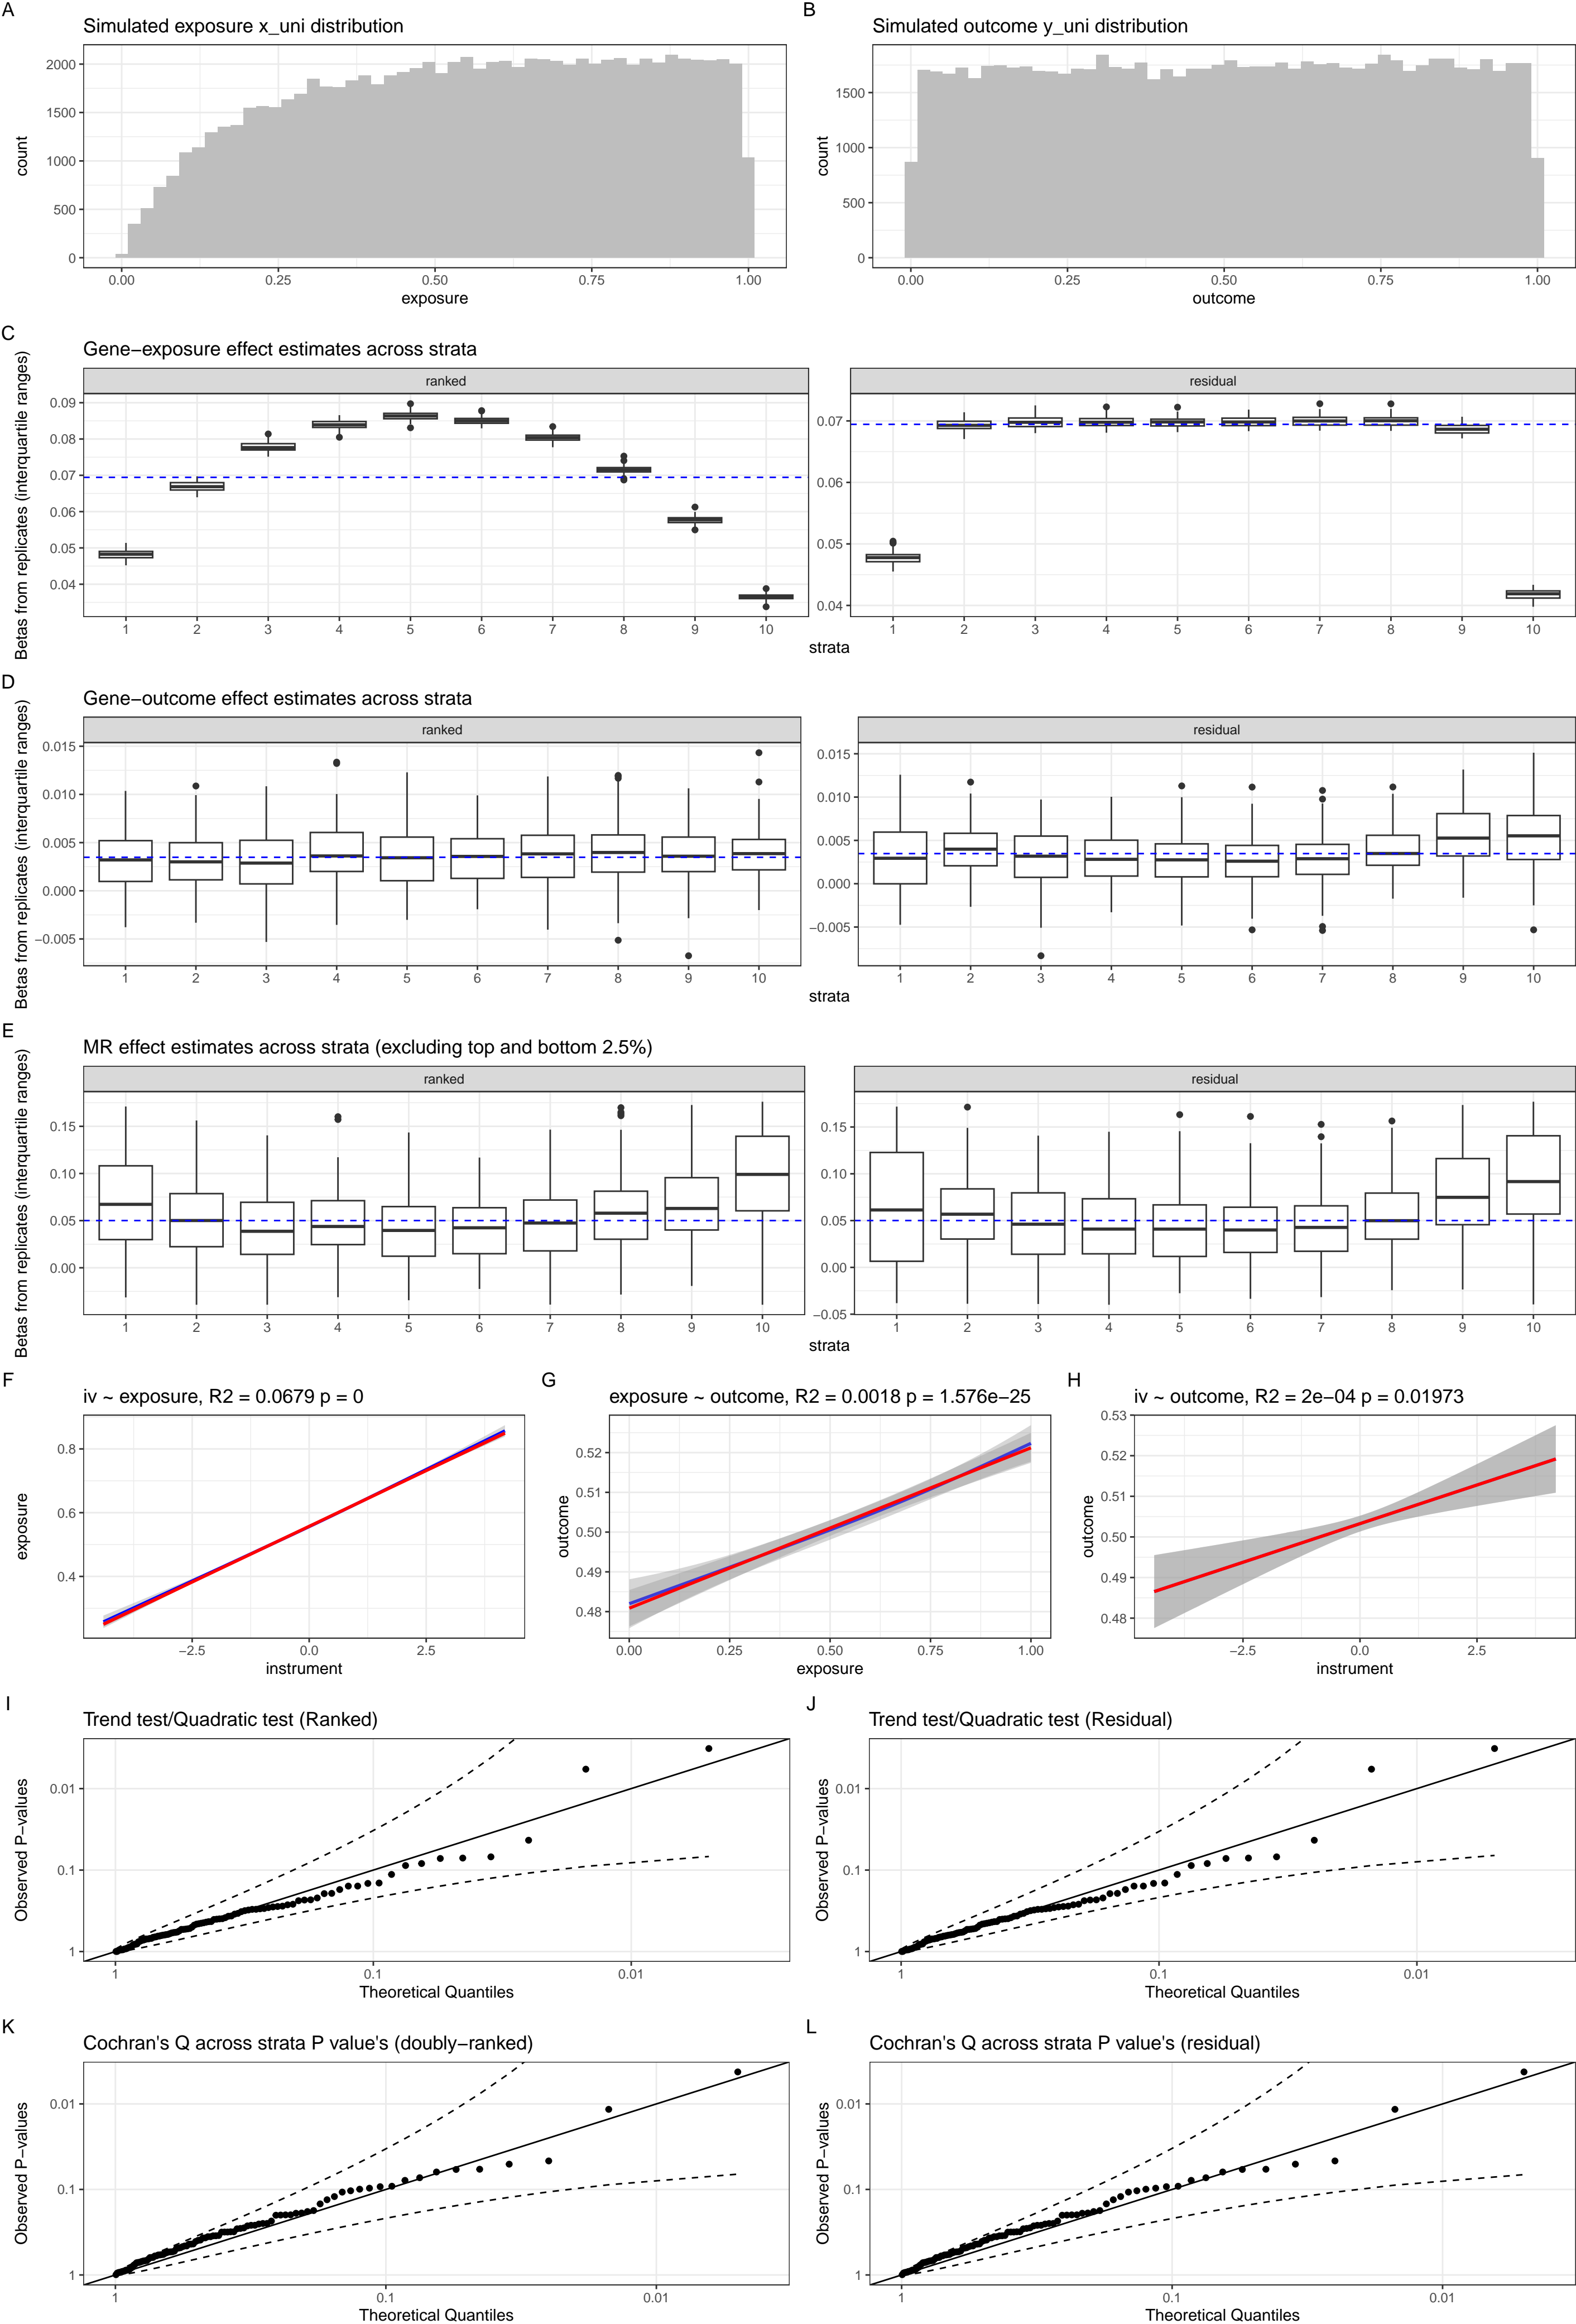 A
Simulated exposure x_uni distribution
count
2000
1500
1000
500
0
0.00 0.25 0.50 0.75 1.00
exposure
B
Simulated outcome y_uni distribution
count
1500
1000
500
0
0.00 0.25 0.50 0.75 1.00
outcome
C
Gene−exposure effect estimates across strata
Betas from replicates (interquartile ranges)
ranked
0.09
0.08
0.07
0.06
0.05
0.04
1 2 3 4 5 6 7 8 9 10
residual
0.07
0.06
0.05
0.04
1 2 3 4 5 6 7 8 9 10
strata
D
Gene−outcome effect estimates across strata
Betas from replicates (interquartile ranges)
ranked
0.015
0.010
0.005
0.000
−0.005
1 2 3 4 5 6 7 8 9 10
residual
0.015
0.010
0.005
0.000
−0.005
1 2 3 4 5 6 7 8 9 10
strata
E
MR effect estimates across strata (excluding top and bottom 2.5%)
Betas from replicates (interquartile ranges)
ranked
0.15
0.10
0.05
0.00
1 2 3 4 5 6 7 8 9 10
residual
0.15
0.10
0.05
0.00
−0.05
1 2 3 4 5 6 7 8 9 10
strata
F
iv ~ exposure, R2 = 0.0679 p = 0
exposure
0.8
0.6
0.4
−2.5 0.0 2.5
instrument
G
exposure ~ outcome, R2 = 0.0018 p = 1.576e−25
outcome
0.52
0.51
0.50
0.49
0.48
0.00 0.25 0.50 0.75 1.00
exposure
H
iv ~ outcome, R2 = 2e−04 p = 0.01973
outcome
0.53
0.52
0.51
0.50
0.49
0.48
−2.5 0.0 2.5
instrument
I
Trend test/Quadratic test (Ranked)
Observed P−values
0.01
0.1
1
1 0.1 0.01
Theoretical Quantiles
J
Trend test/Quadratic test (Residual)
Observed P−values
0.01
0.1
1
1 0.1 0.01
Theoretical Quantiles
K
Cochran's Q across strata P value's (doubly−ranked)
Observed P−values
0.01
0.1
1
1 0.1 0.01
Theoretical Quantiles
L
Cochran's Q across strata P value's (residual)
Observed P−values
0.01
0.1
1
1 0.1 0.01
Theoretical Quantiles